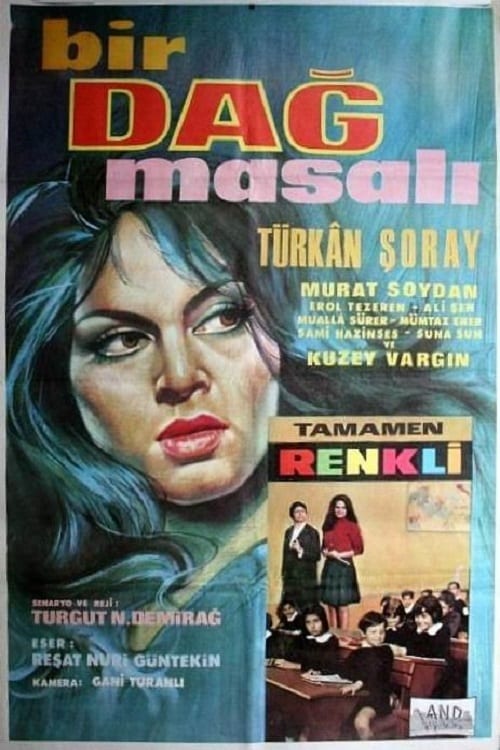 bir
DAĞ
masalı
TÜRKÂN ŞORAY
MURAT SOYDAN
EROL TEZEREN - ALİ ŞEN
MUALLA SÜRER - MÜMTAZ ENER
SAMİ HAZİNSES - SUNA SUN
VE
KUZEY VARGIN
TAMAMEN
RENKLİ
SENARYO VE REJİ :
TURGUT N. DEMİRAĞ
ESER :
REŞAT NURİ GÜNTEKİN
KAMERA: GANİ TURANLI
AND